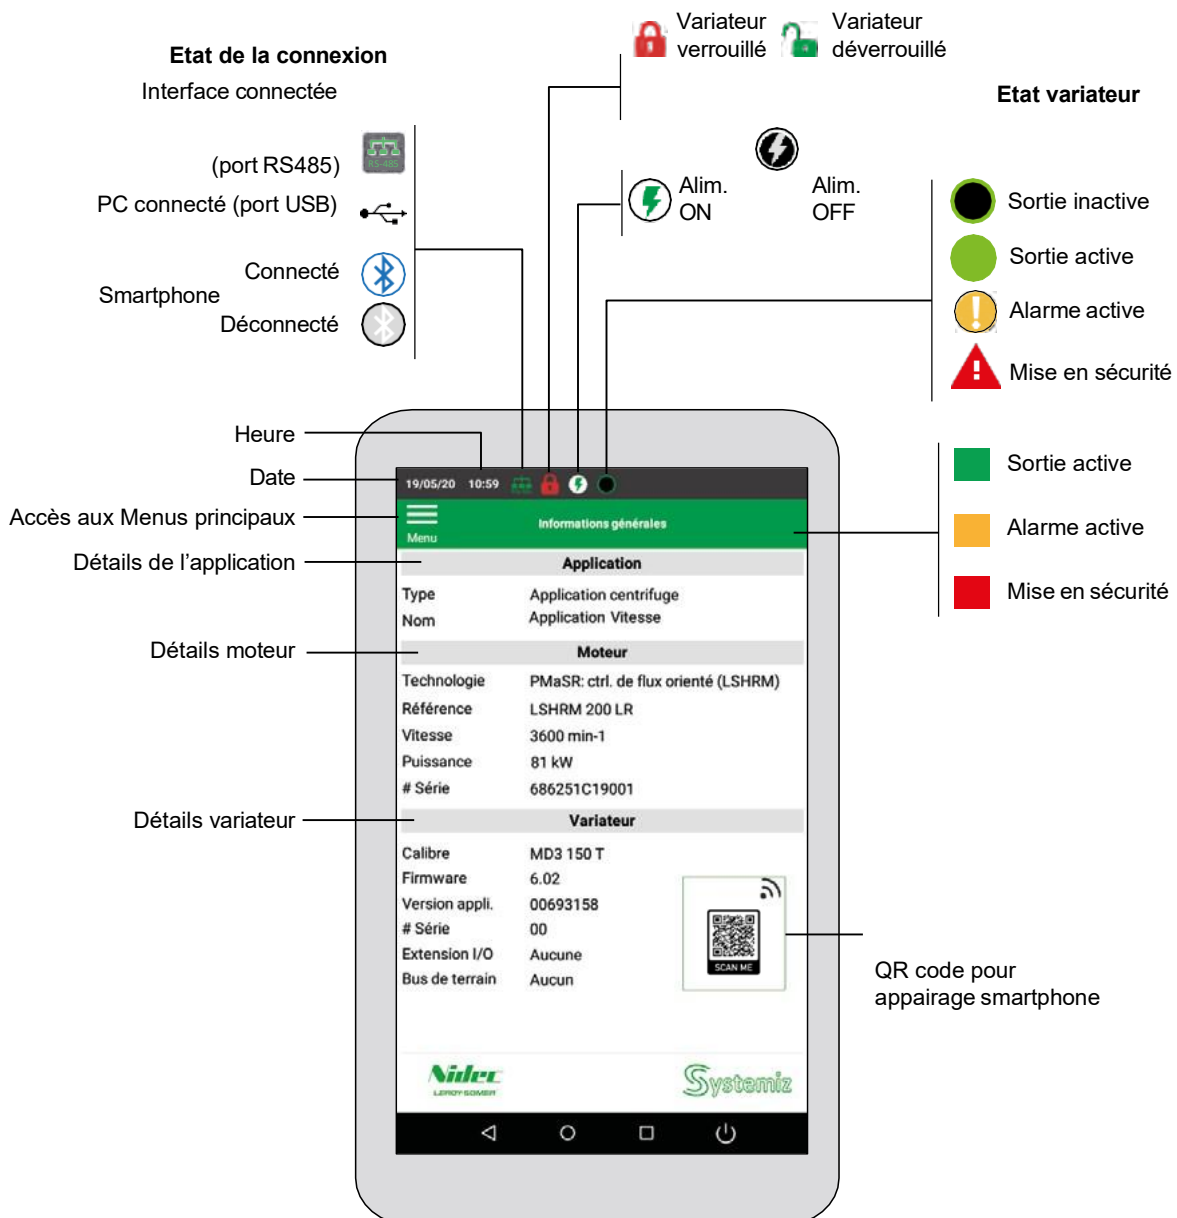 Etat de la connexion
Interface connectée
(port RS485)
RS-485
PC connecté (port USB)
Connecté
Smartphone
Déconnecté
Variateur
verrouillé
Variateur
déverrouillé
Alim.
ON
Alim.
OFF
Etat variateur
Sortie inactive
Sortie active
Alarme active
Mise en sécurité
Sortie active
Alarme active
Mise en sécurité
Heure
Date
Accès aux Menus principaux
Détails de l’application
Détails moteur
Détails variateur
19/05/20 10:59
Menu
Informations générales
Application
Type Application centrifuge
Nom Application Vitesse
Moteur
Technologie PMaSR: ctrl. de flux orienté (LSHRM)
Référence LSHRM 200 LR
Vitesse 3600 min-1
Puissance 81 kW
# Série 686251C19001
Variateur
Calibre MD3 150 T
Firmware 6.02
Version appli. 00693158
# Série 00
Extension I/O Aucune
Bus de terrain Aucun
SCAN ME
QR code pour
appairage smartphone
Nidec
LEROY-SOMER
Systemiz